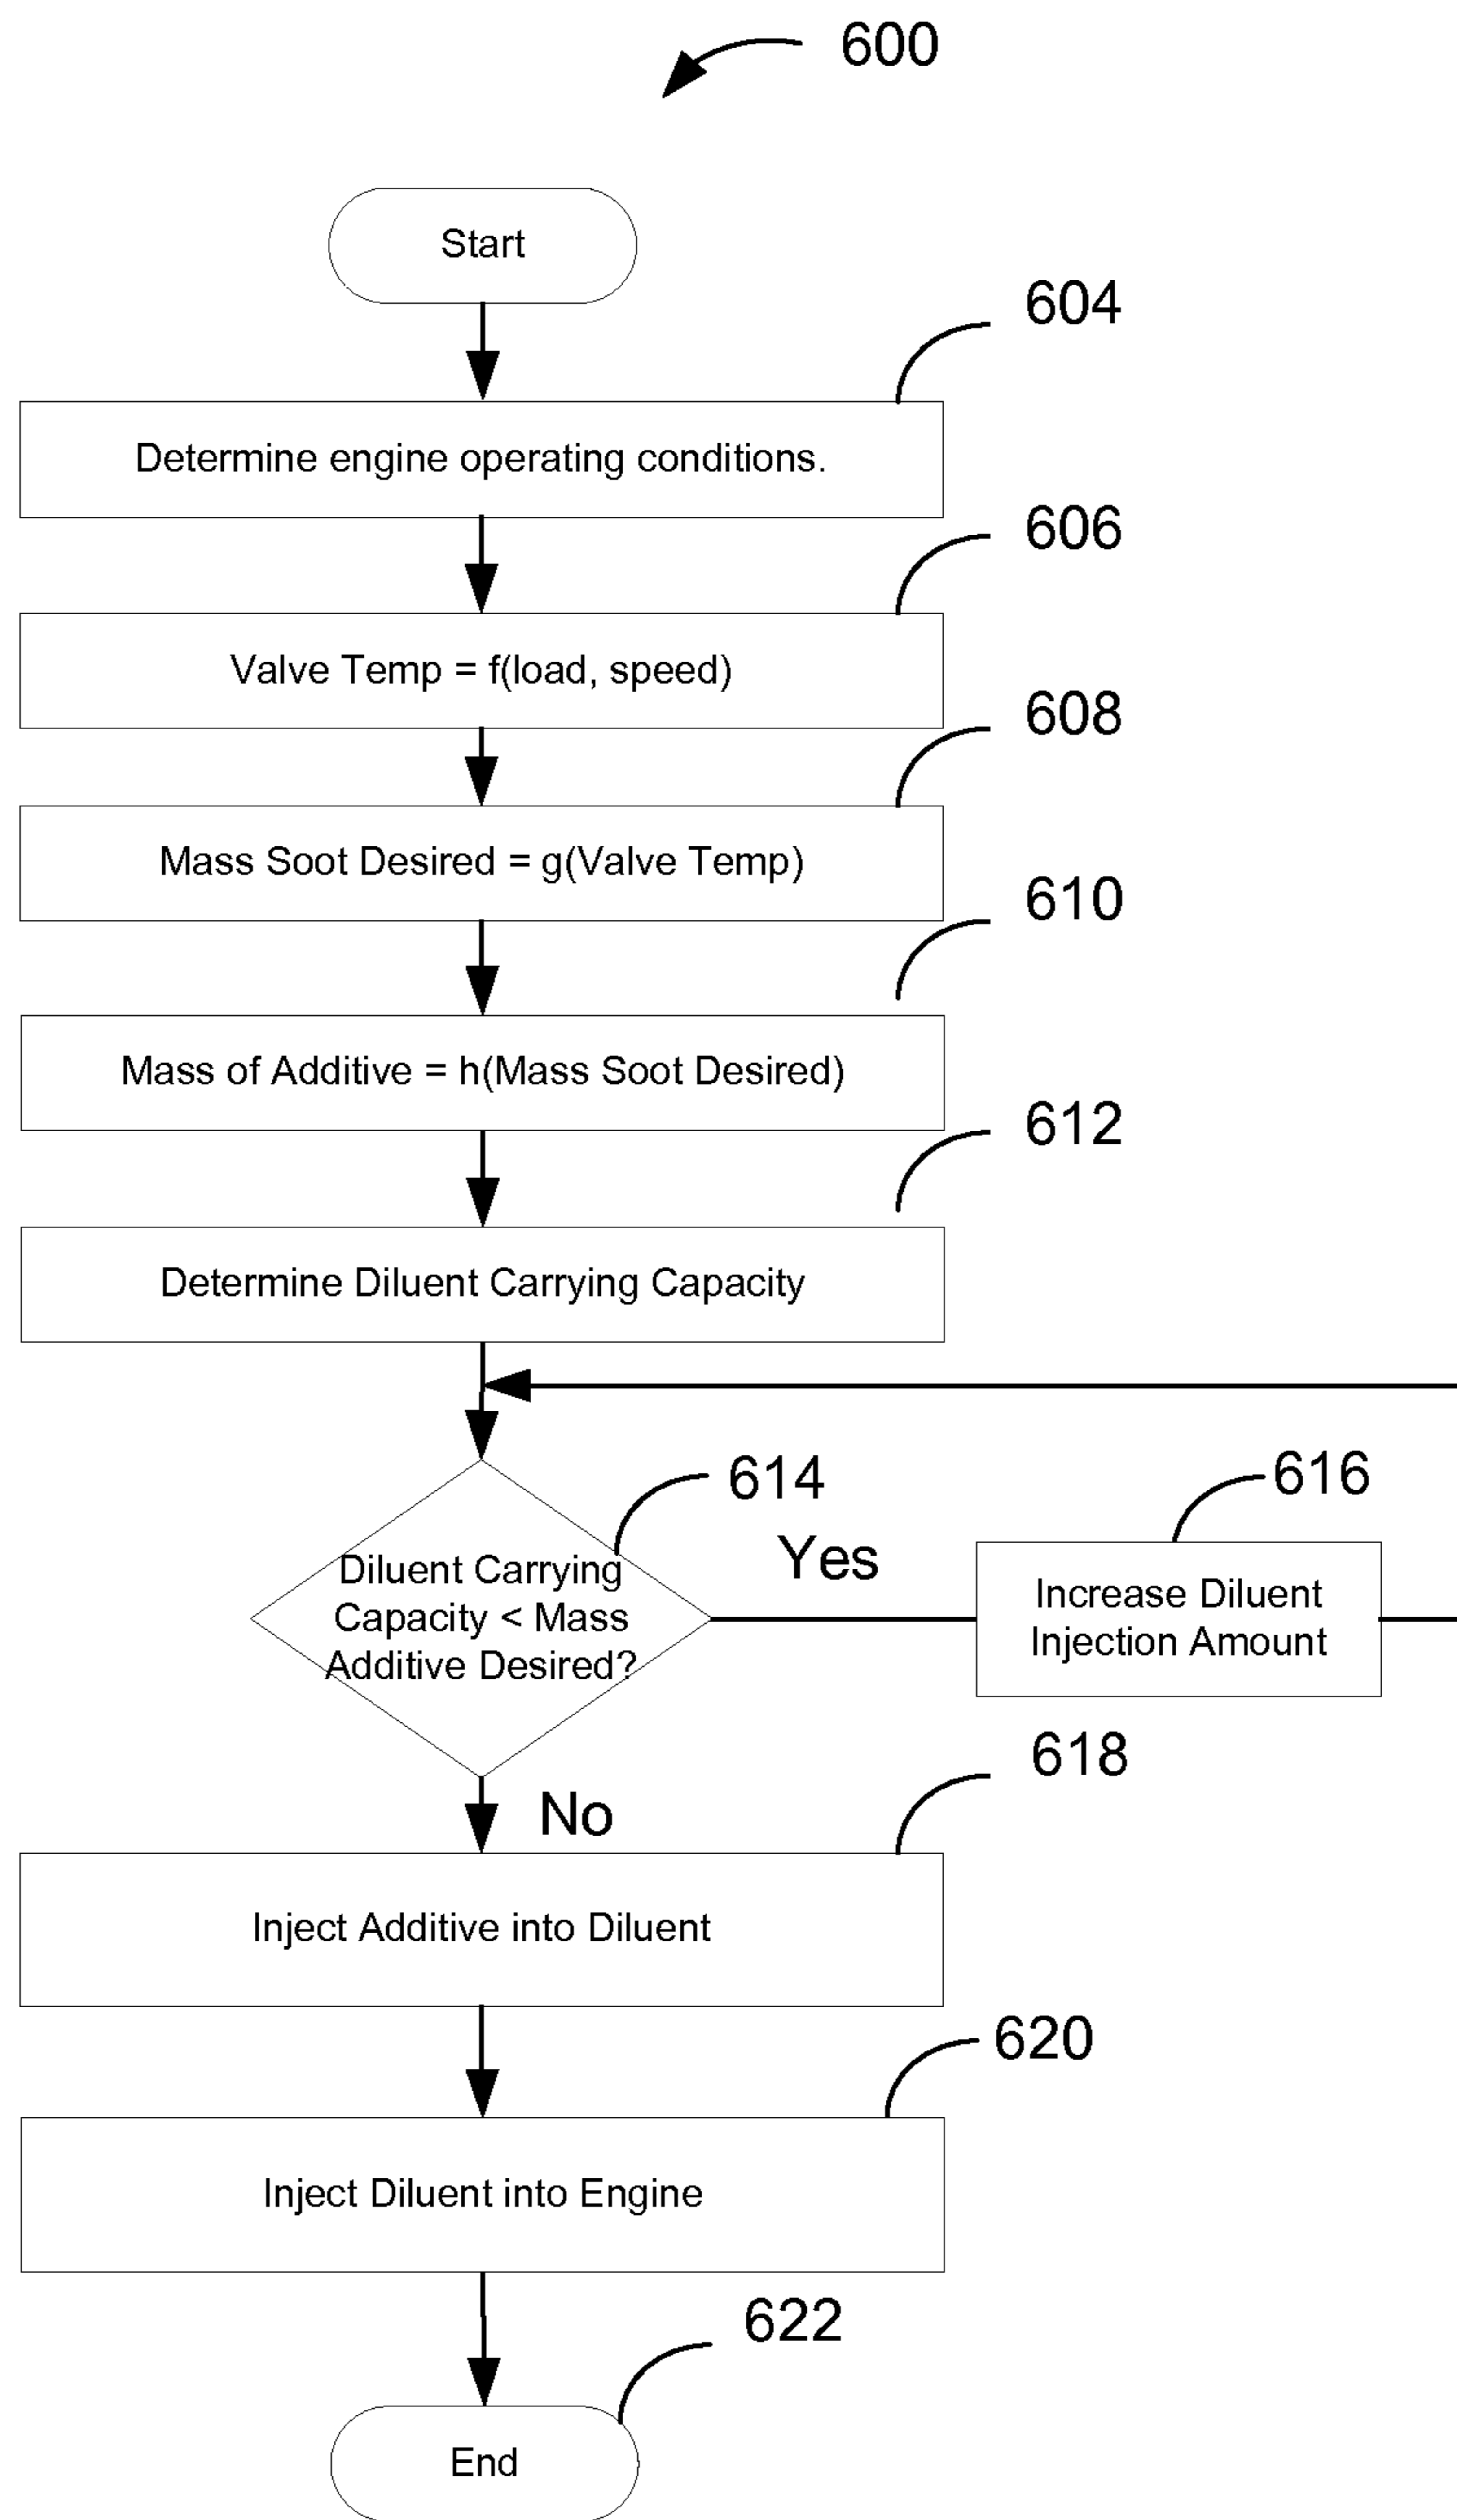 600
Start
604
Determine engine operating conditions.
606
Valve Temp = f(load, speed)
608
Mass Soot Desired = g(Valve Temp)
610
Mass of Additive = h(Mass Soot Desired)
612
Determine Diluent Carrying Capacity
614
Diluent Carrying
Capacity < Mass
Additive Desired?
Yes
616
Increase Diluent
Injection Amount
No
618
Inject Additive into Diluent
620
Inject Diluent into Engine
622
End